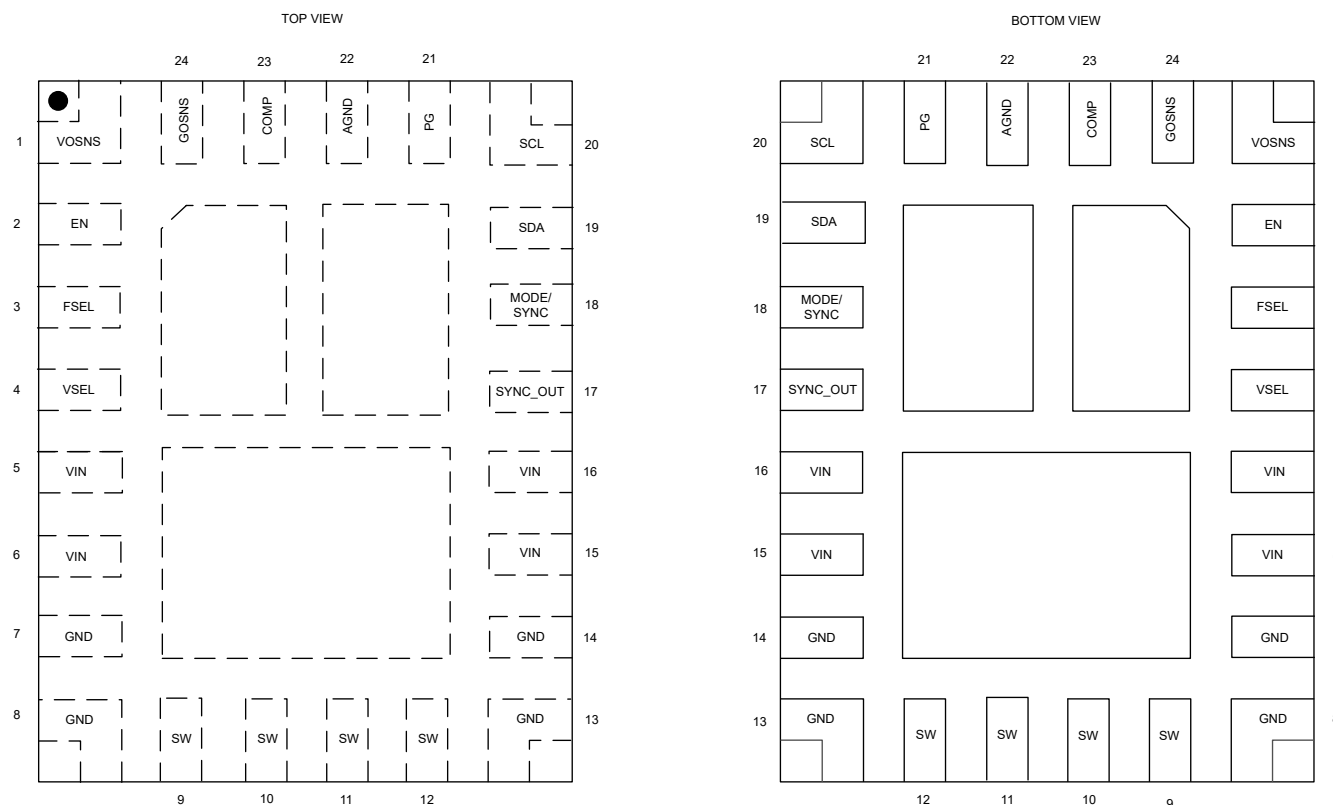 TOP VIEW
24 23 22 21
GOSNS COMP AGND PG
1 VOSNS SCL 20
2 EN SDA 19
3 FSEL MODE/
SYNC 18
4 VSEL SYNC_OUT 17
5 VIN VIN 16
6 VIN VIN 15
7 GND GND 14
8 GND GND 13
SW SW SW SW
9 10 11 12
BOTTOM VIEW
21 22 23 24
PG AGND COMP GOSNS
20 SCL VOSNS
19 SDA EN
18 MODE/
SYNC FSEL
17 SYNC_OUT VSEL
16 VIN VIN
15 VIN VIN
14 GND GND
13 GND GND
SW SW SW SW
12 11 10 9